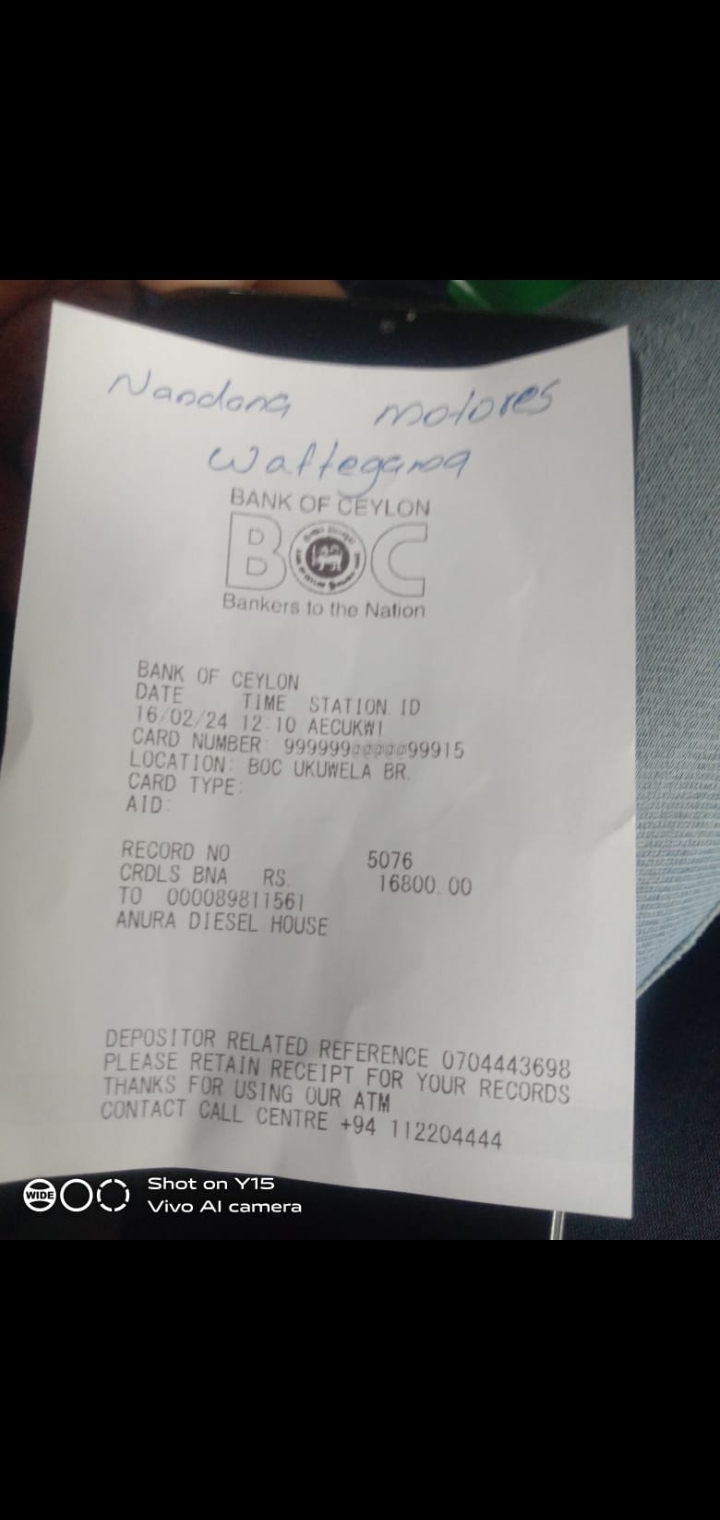 Nandana motores
Wattegama
BANK OF CEYLON
BOC
Bankers to the Nation
BANK OF CEYLON
DATE TIME STATION ID
16/02/24 12:10 AECUKW1
CARD NUMBER: 999999@@@@@99915
LOCATION: BOC UKUWELA BR.
CARD TYPE:
AID:
RECORD NO 5076
CRDLS BNA RS. 16800.00
TO 000089811561
ANURA DIESEL HOUSE
DEPOSITOR RELATED REFERENCE 0704443698
PLEASE RETAIN RECEIPT FOR YOUR RECORDS
THANKS FOR USING OUR ATM
CONTACT CALL CENTRE +94 112204444
WIDE
Shot on Y15
Vivo AI camera